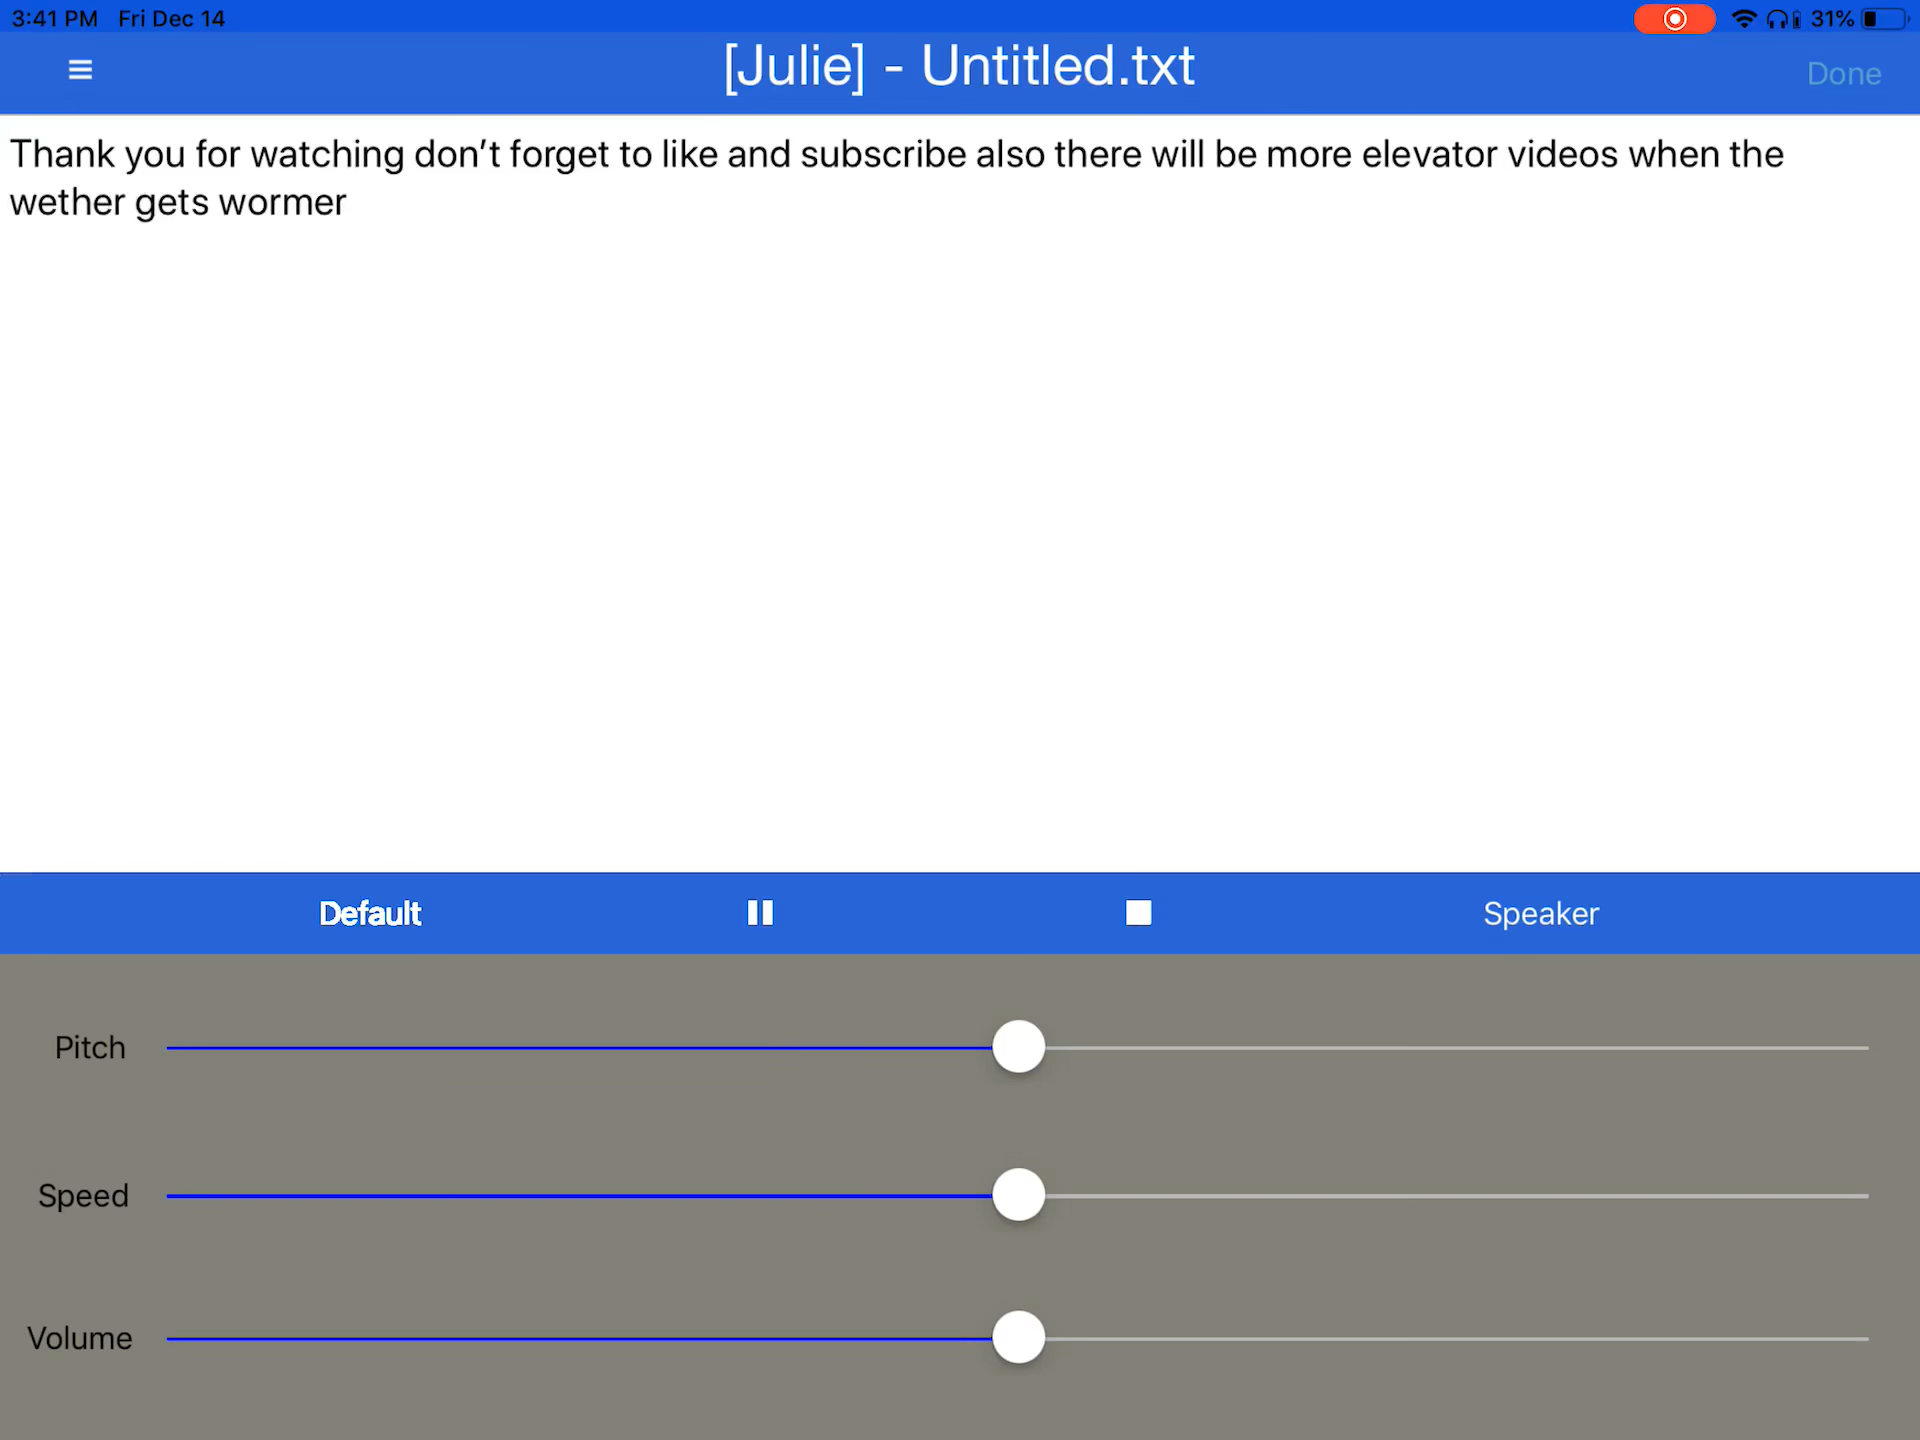 3:41 PM Fri Dec 14 31%
[Julie] - Untitled.txt
Done
Thank you for watching don’t forget to like and subscribe also there will be more elevator videos when the
wether gets wormer
Default Speaker
Pitch
Speed
Volume